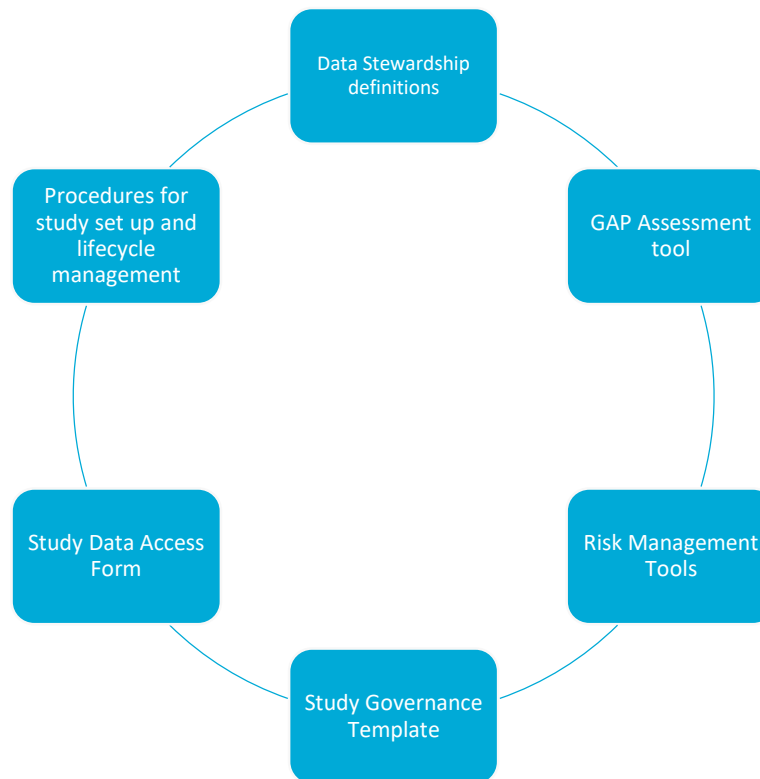 Data Stewardship
definitions
GAP Assessment
tool
Risk Management
Tools
Study Governance
Template
Study Data Access
Form
Procedures for
study set up and
lifecycle
management